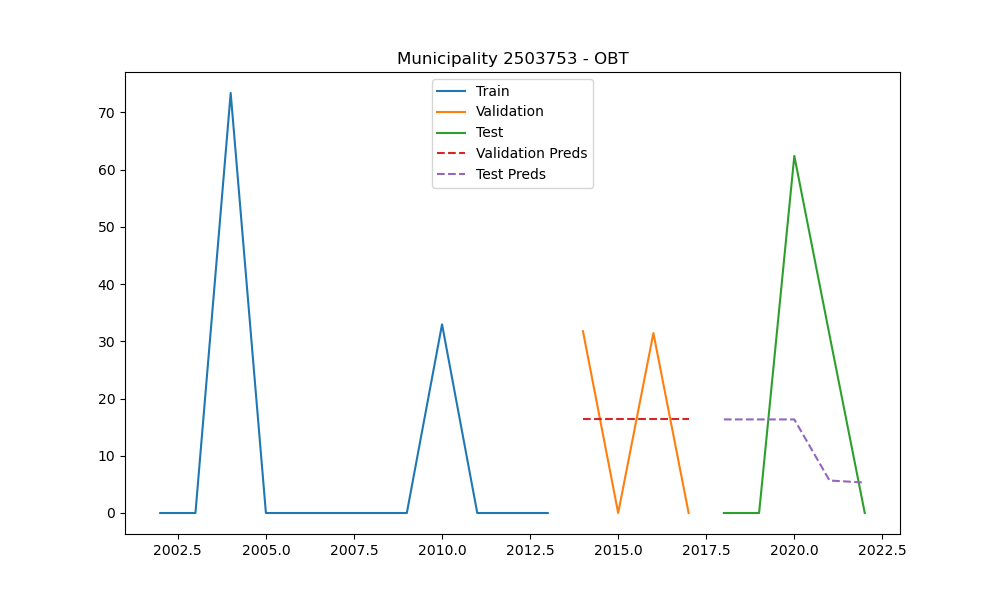 Municipality 2503753 - OBT
Train
Validation
Test
Validation Preds
Test Preds
70
60
50
40
30
20
10
0
2002.5 2005.0 2007.5 2010.0 2012.5 2015.0 2017.5 2020.0 2022.5